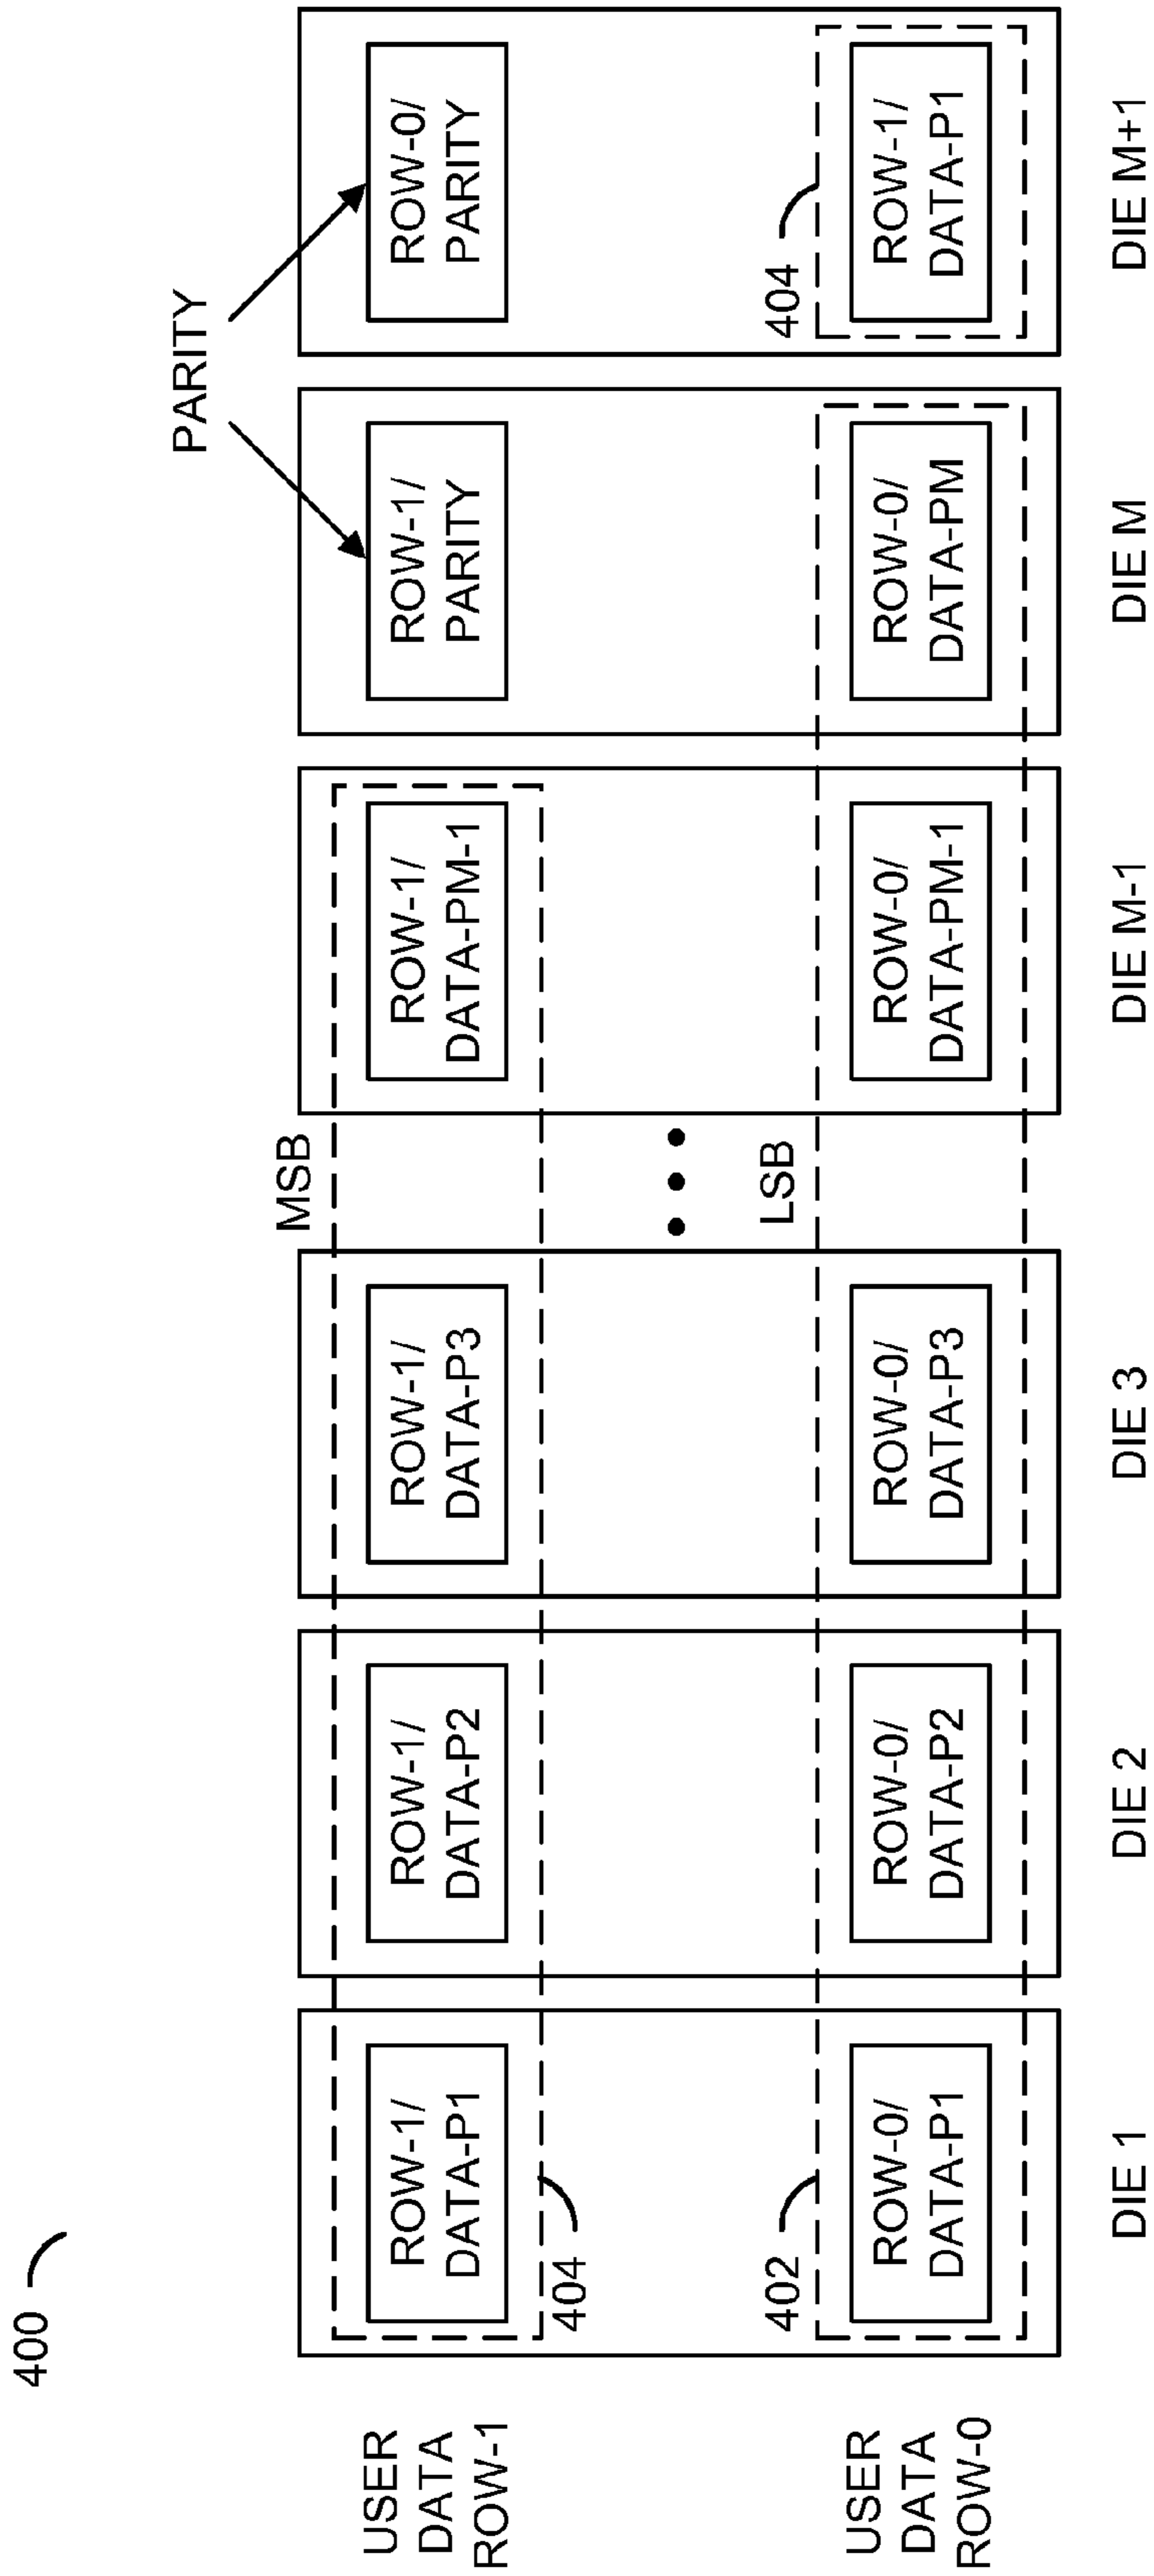 400
PARITY
MSB
USER
DATA
ROW-1
ROW-1/
DATA-P1
ROW-1/
DATA-P2
ROW-1/
DATA-P3
ROW-1/
DATA-PM-1
ROW-1/
PARITY
ROW-0/
PARITY
404
LSB
402
404
USER
DATA
ROW-0
ROW-0/
DATA-P1
ROW-0/
DATA-P2
ROW-0/
DATA-P3
ROW-0/
DATA-PM-1
ROW-0/
DATA-PM
ROW-1/
DATA-P1
DIE 1
DIE 2
DIE 3
DIE M-1
DIE M
DIE M+1